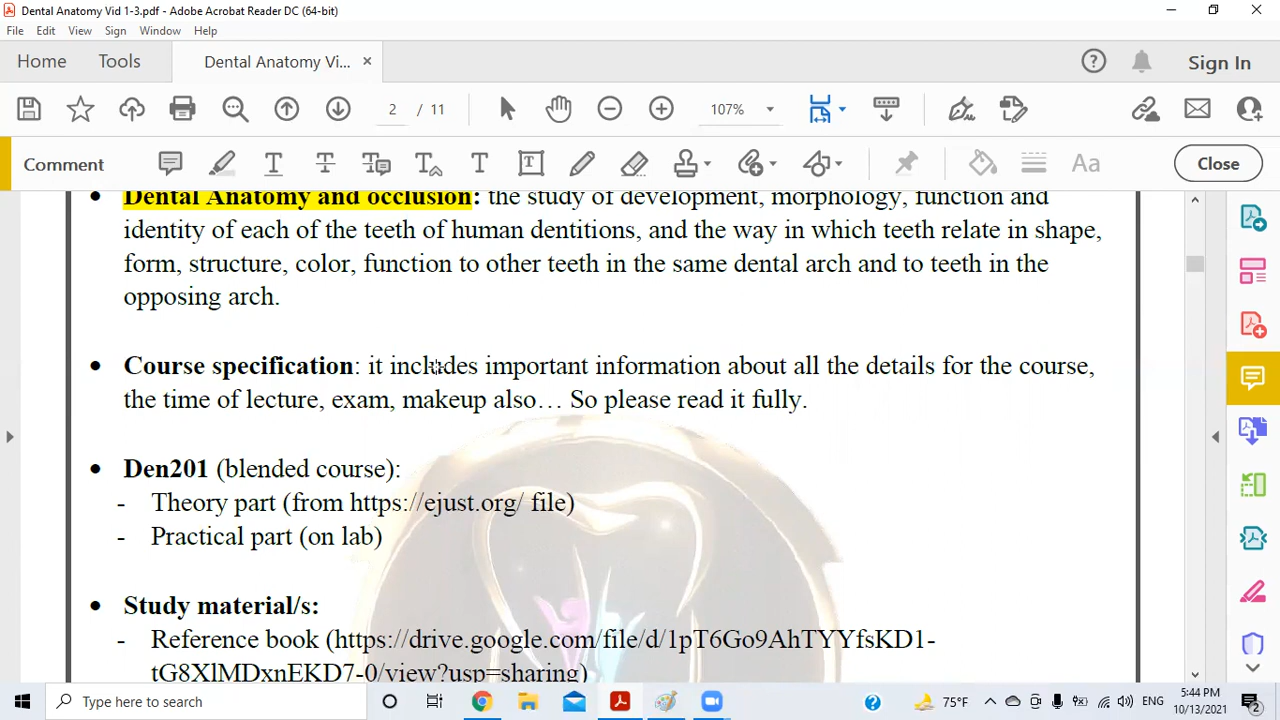 Dental Anatomy Vid 1-3.pdf - Adobe Acrobat Reader DC (64-bit)
File Edit View Sign Window Help
Home Tools Dental Anatomy Vi... × Sign In
2 / 11 107%
Comment Close
• Dental Anatomy and occlusion: the study of development, morphology, function and
identity of each of the teeth of human dentitions, and the way in which teeth relate in shape,
form, structure, color, function to other teeth in the same dental arch and to teeth in the
opposing arch.
• Course specification: it includes important information about all the details for the course,
the time of lecture, exam, makeup also… So please read it fully.
• Den201 (blended course):
- Theory part (from https://ejust.org/ file)
- Practical part (on lab)
• Study material/s:
- Reference book (https://drive.google.com/file/d/1pT6Go9AhTYYfsKD1-
tG8XlMDxnEKD7-0/view?usp=sharing)
Type here to search
75°F ENG 5:44 PM
10/13/2021 2